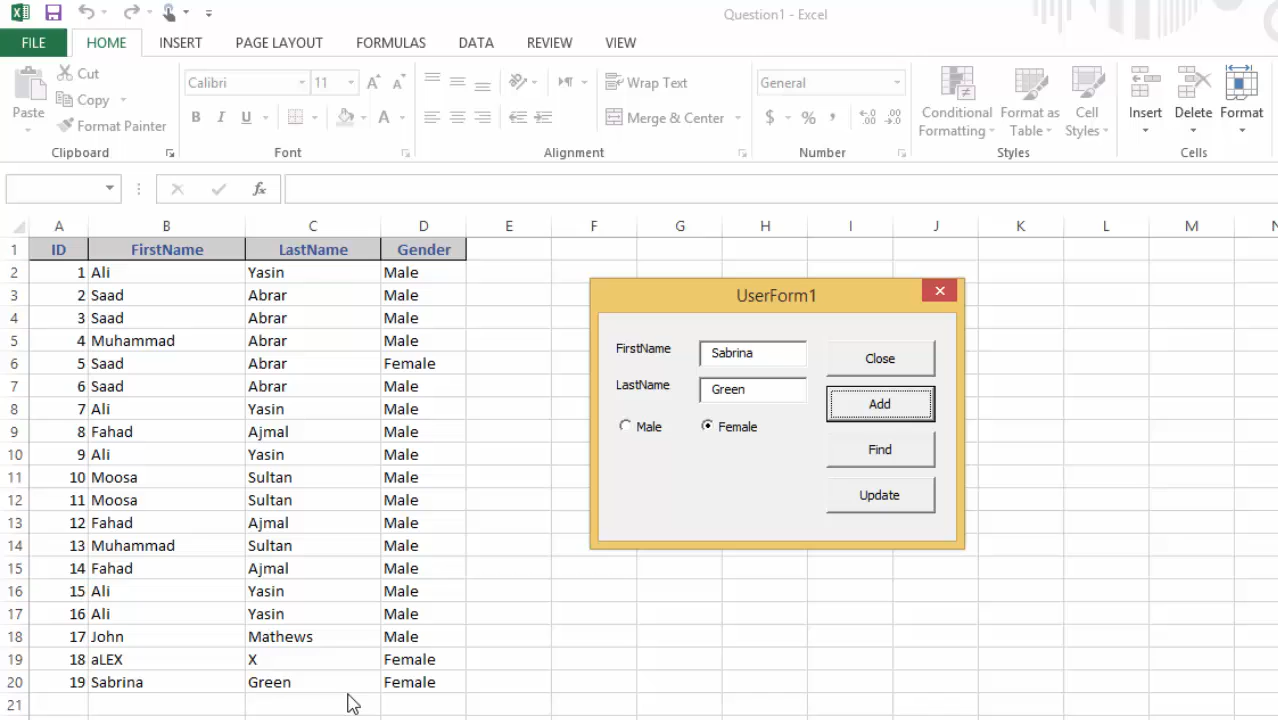 Question1 - Excel
FILE HOME INSERT PAGE LAYOUT FORMULAS DATA REVIEW VIEW
Cut
Copy
Format Painter
Paste
Clipboard
Calibri 11
B I U A
Font
Wrap Text
Merge & Center
Alignment
General
$ % ,
Number
Conditional Formatting
Format as Table
Cell Styles
Styles
Insert Delete Format
Cells
fx
A B C D E F G H I J K L M N
1 ID FirstName LastName Gender
2 1 Ali Yasin Male
3 2 Saad Abrar Male
4 3 Saad Abrar Male
5 4 Muhammad Abrar Male
6 5 Saad Abrar Female
7 6 Saad Abrar Male
8 7 Ali Yasin Male
9 8 Fahad Ajmal Male
10 9 Ali Yasin Male
11 10 Moosa Sultan Male
12 11 Moosa Sultan Male
13 12 Fahad Ajmal Male
14 13 Muhammad Sultan Male
15 14 Fahad Ajmal Male
16 15 Ali Yasin Male
17 16 Ali Yasin Male
18 17 John Mathews Male
19 18 aLEX X Female
20 19 Sabrina Green Female
21
UserForm1
FirstName Sabrina
LastName Green
Male Female
Close
Add
Find
Update